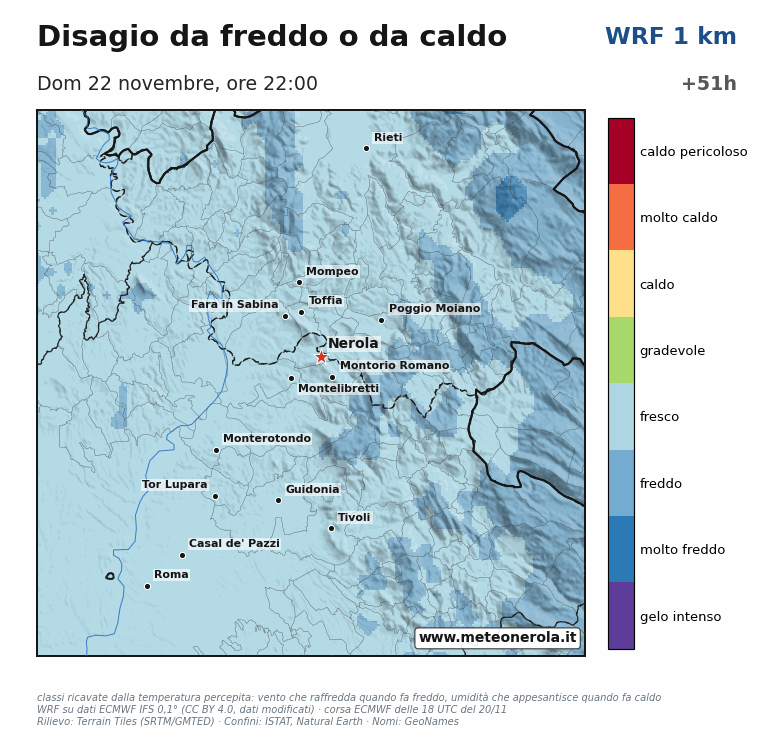 Disagio da freddo o da caldo
WRF 1 km
Dom 22 novembre, ore 22:00
+51h
Rieti
Mompeo
Toffia
Fara in Sabina
Poggio Moiano
Nerola
Montorio Romano
Montelibretti
Monterotondo
Tor Lupara
Guidonia
Tivoli
Casal de' Pazzi
Roma
www.meteonerola.it
caldo pericoloso
molto caldo
caldo
gradevole
fresco
freddo
molto freddo
gelo intenso
classi ricavate dalla temperatura percepita: vento che raffredda quando fa freddo, umidità che appesantisce quando fa caldo
WRF su dati ECMWF IFS 0,1° (CC BY 4.0, dati modificati) · corsa ECMWF delle 18 UTC del 20/11
Rilievo: Terrain Tiles (SRTM/GMTED) · Confini: ISTAT, Natural Earth · Nomi: GeoNames